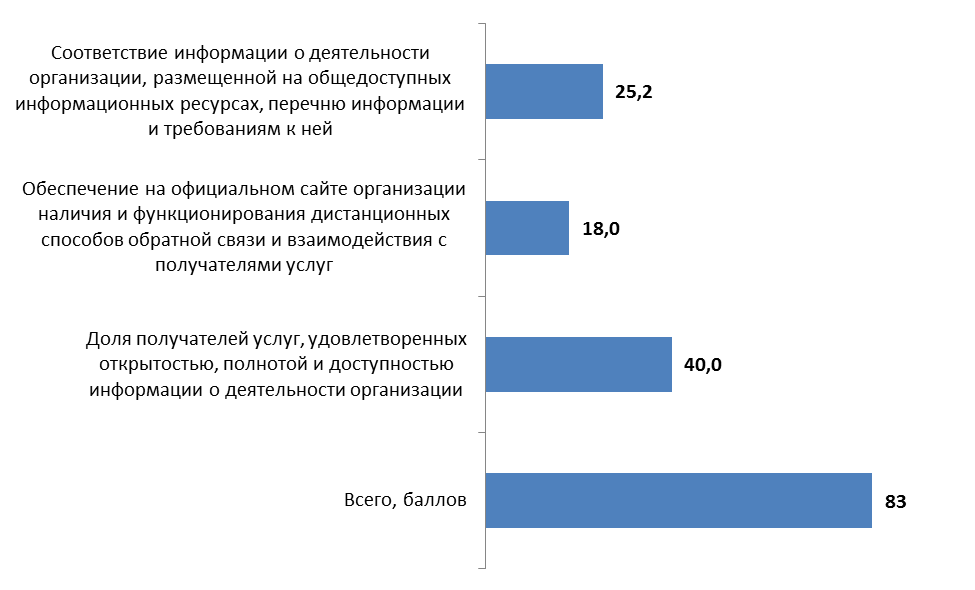 Соответствие информации о деятельности
организации, размещенной на общедоступных
информационных ресурсах, перечню информации
и требованиям к ней
25,2
Обеспечение на официальном сайте организации
наличия и функционирования дистанционных
способов обратной связи и взаимодействия с
получателями услуг
18,0
Доля получателей услуг, удовлетворенных
открытостью, полнотой и доступностью
информации о деятельности организации
40,0
Всего, баллов
83